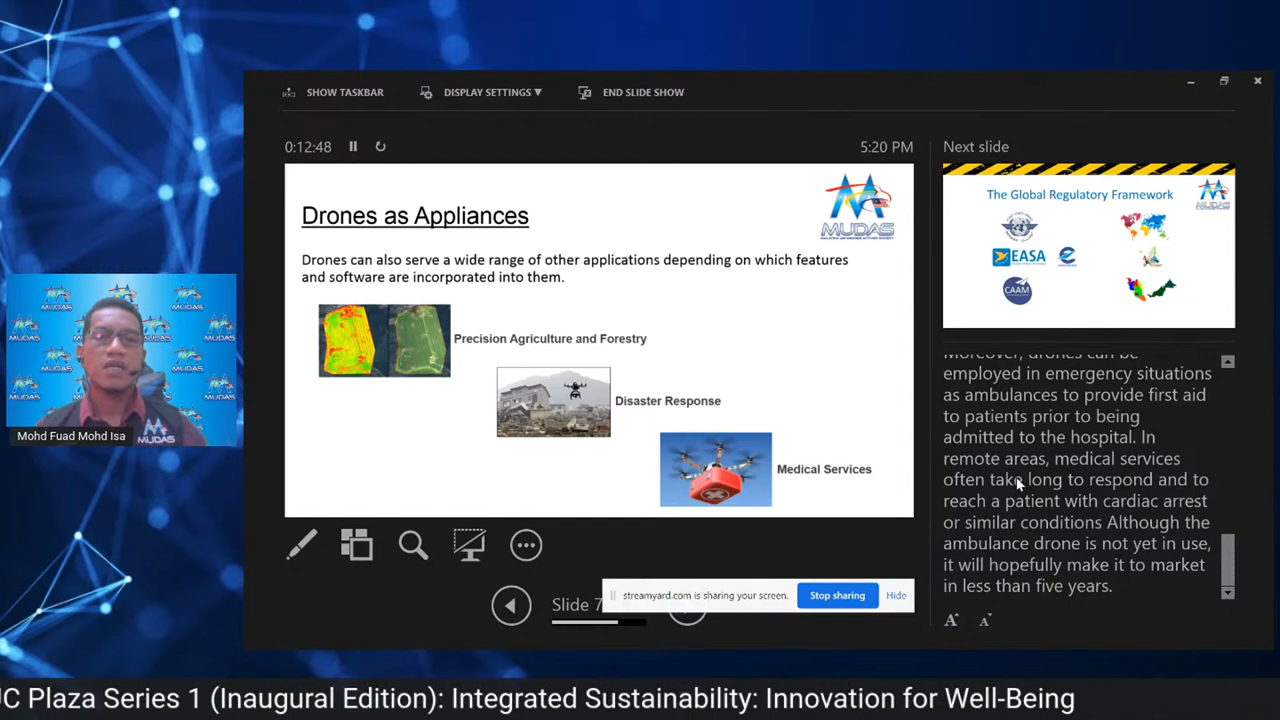 SHOW TASKBAR
DISPLAY SETTINGS ▼
END SLIDE SHOW
0:12:48
5:20 PM
Drones as Appliances
MUDAS
Drones can also serve a wide range of other applications depending on which features
and software are incorporated into them.
Precision Agriculture and Forestry
Disaster Response
Medical Services
Next slide
The Global Regulatory Framework
EASA
CAAM
Moreover, drones can be
employed in emergency situations
as ambulances to provide first aid
to patients prior to being
admitted to the hospital. In
remote areas, medical services
often take long to respond and to
reach a patient with cardiac arrest
or similar conditions Although the
ambulance drone is not yet in use,
it will hopefully make it to market
in less than five years.
MUDAS
MUDAS
MUDAS
Mohd Fuad Mohd Isa
streamyard.com is sharing your screen.
Stop sharing
Hide
Slide 7
A A
JC Plaza Series 1 (Inaugural Edition): Integrated Sustainability: Innovation for Well-Being